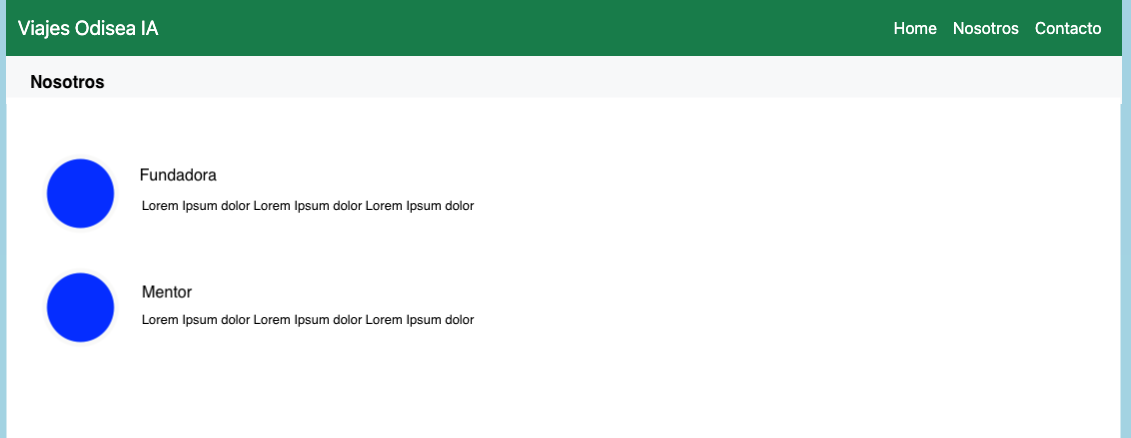 Viajes Odisea IA Home Nosotros Contacto
Nosotros
Fundadora
Lorem Ipsum dolor Lorem Ipsum dolor Lorem Ipsum dolor
Mentor
Lorem Ipsum dolor Lorem Ipsum dolor Lorem Ipsum dolor